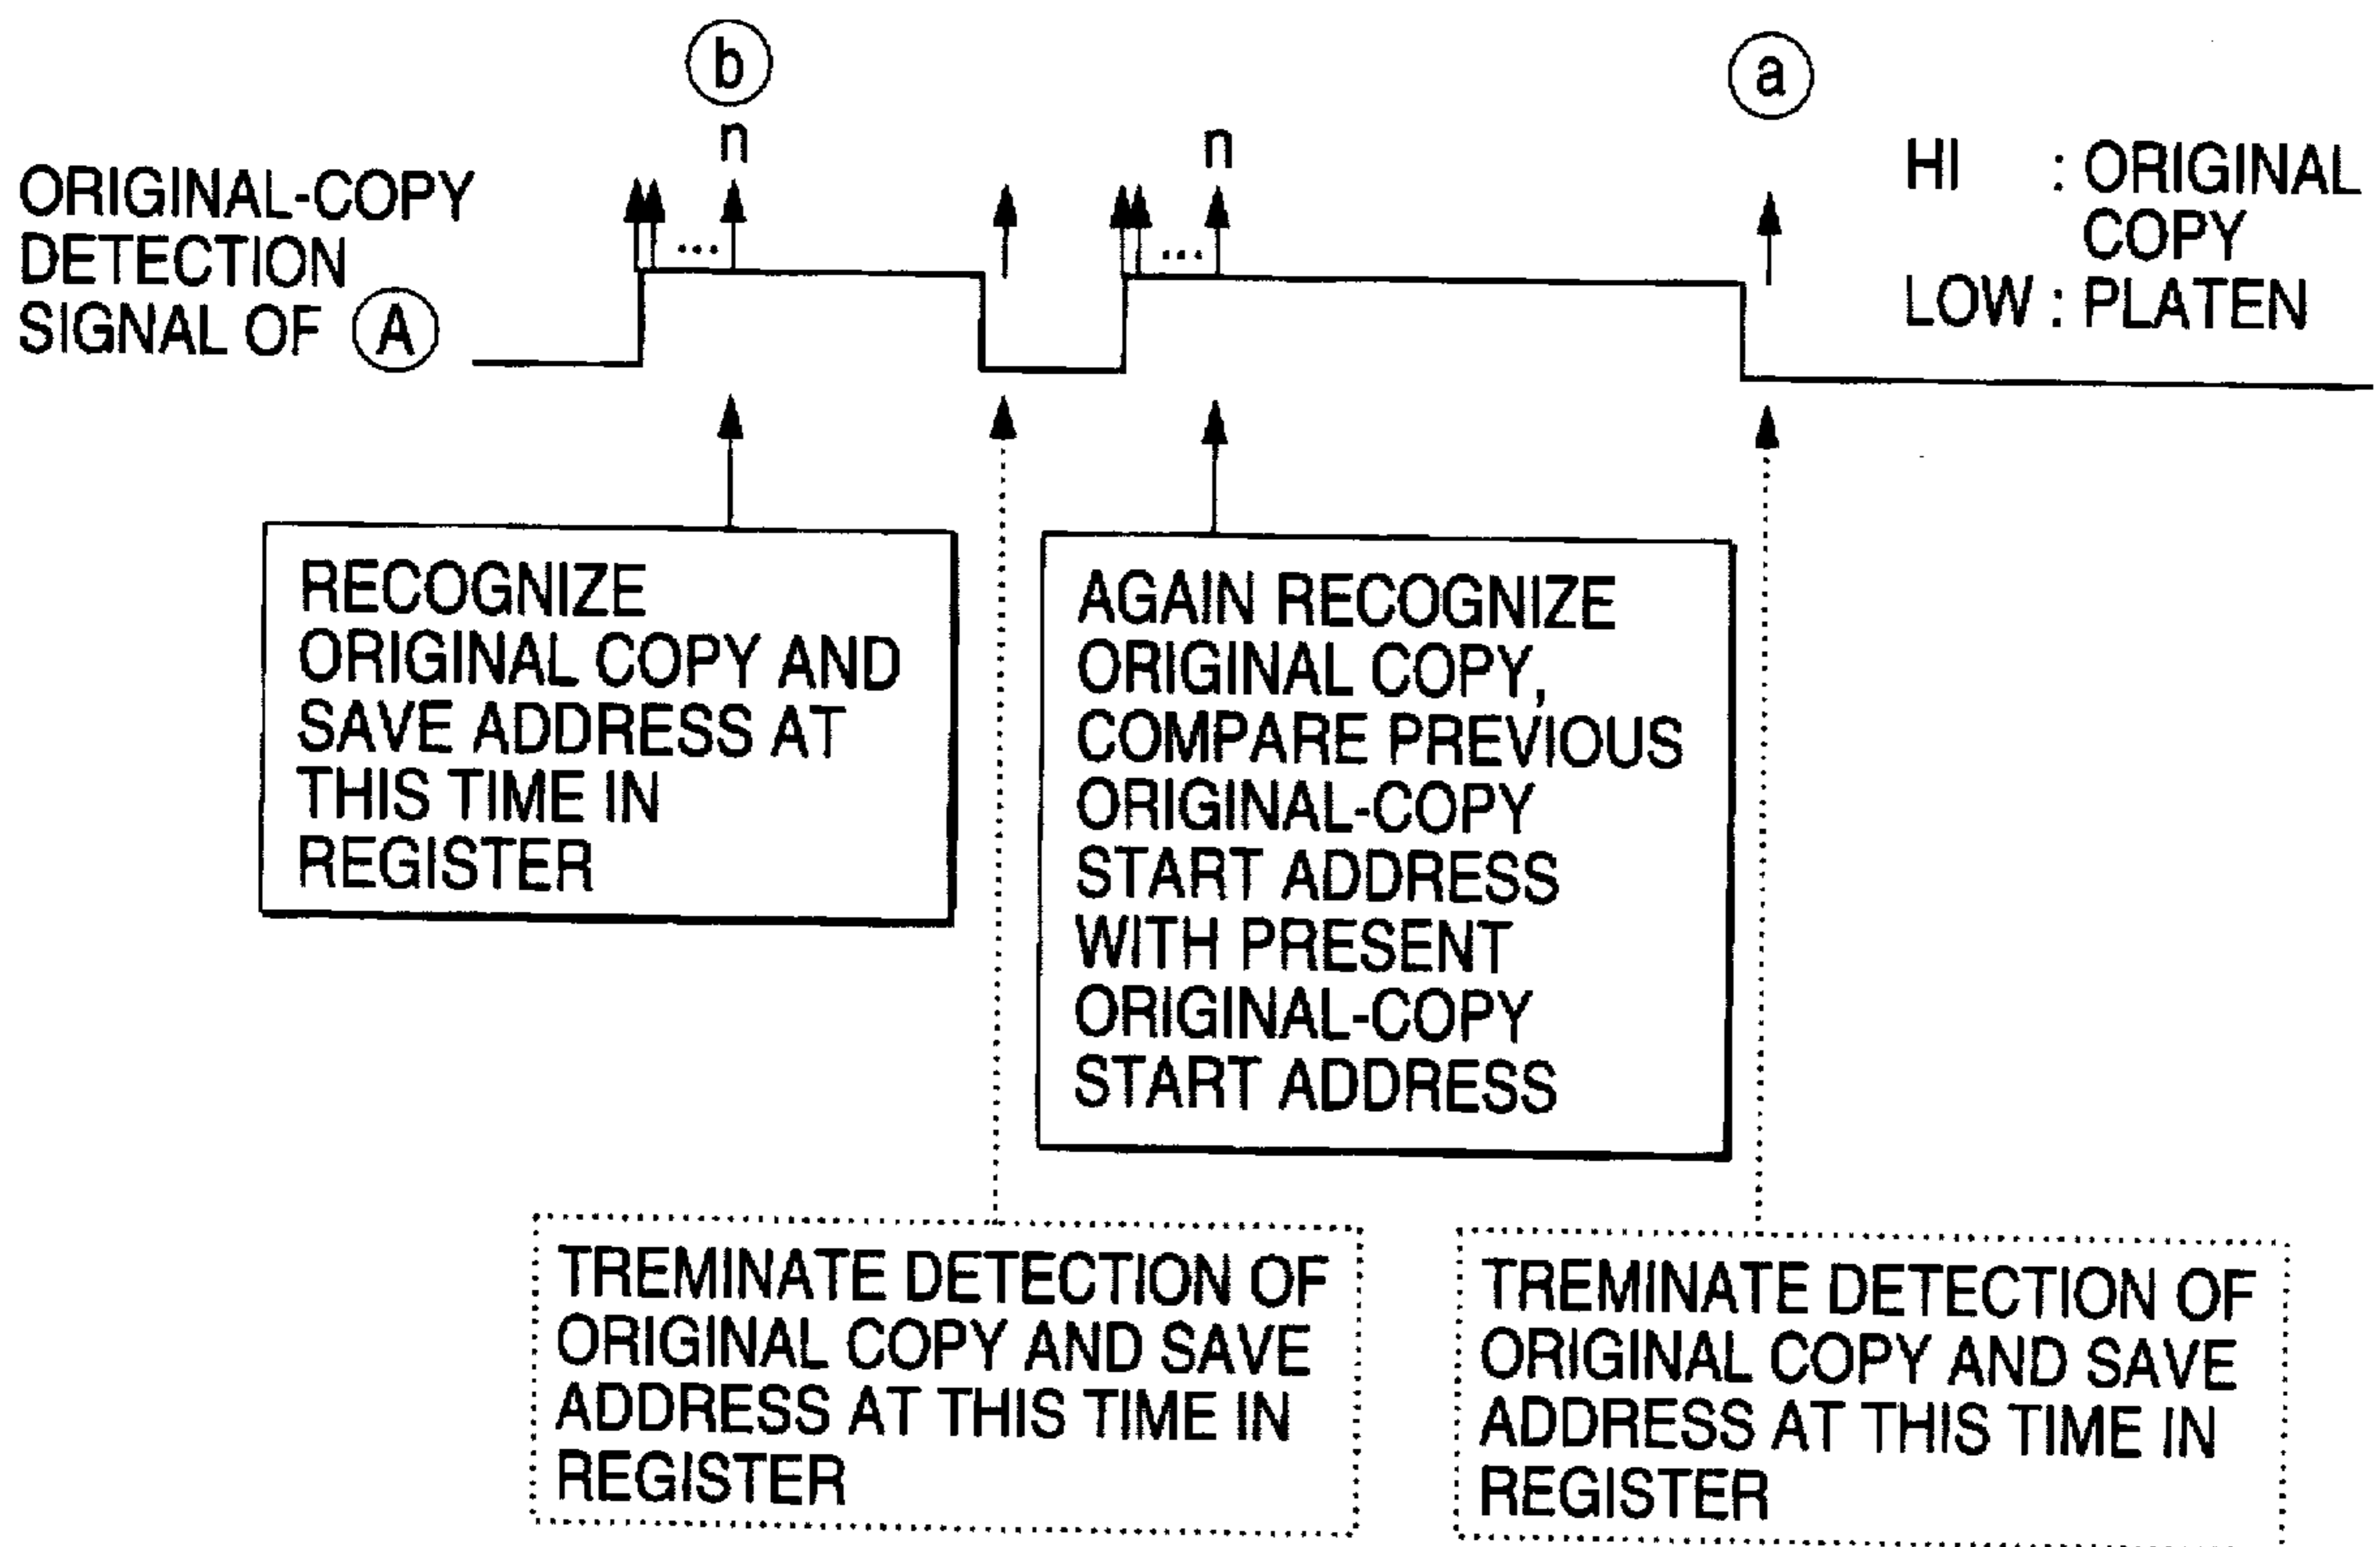 b
n
n
a
ORIGINAL-COPY
DETECTION
SIGNAL OF A
...
...
HI : ORIGINAL
COPY
LOW : PLATEN
RECOGNIZE
ORIGINAL COPY AND
SAVE ADDRESS AT
THIS TIME IN
REGISTER
AGAIN RECOGNIZE
ORIGINAL COPY,
COMPARE PREVIOUS
ORIGINAL-COPY
START ADDRESS
WITH PRESENT
ORIGINAL-COPY
START ADDRESS
TREMINATE DETECTION OF
ORIGINAL COPY AND SAVE
ADDRESS AT THIS TIME IN
REGISTER
TREMINATE DETECTION OF
ORIGINAL COPY AND SAVE
ADDRESS AT THIS TIME IN
REGISTER